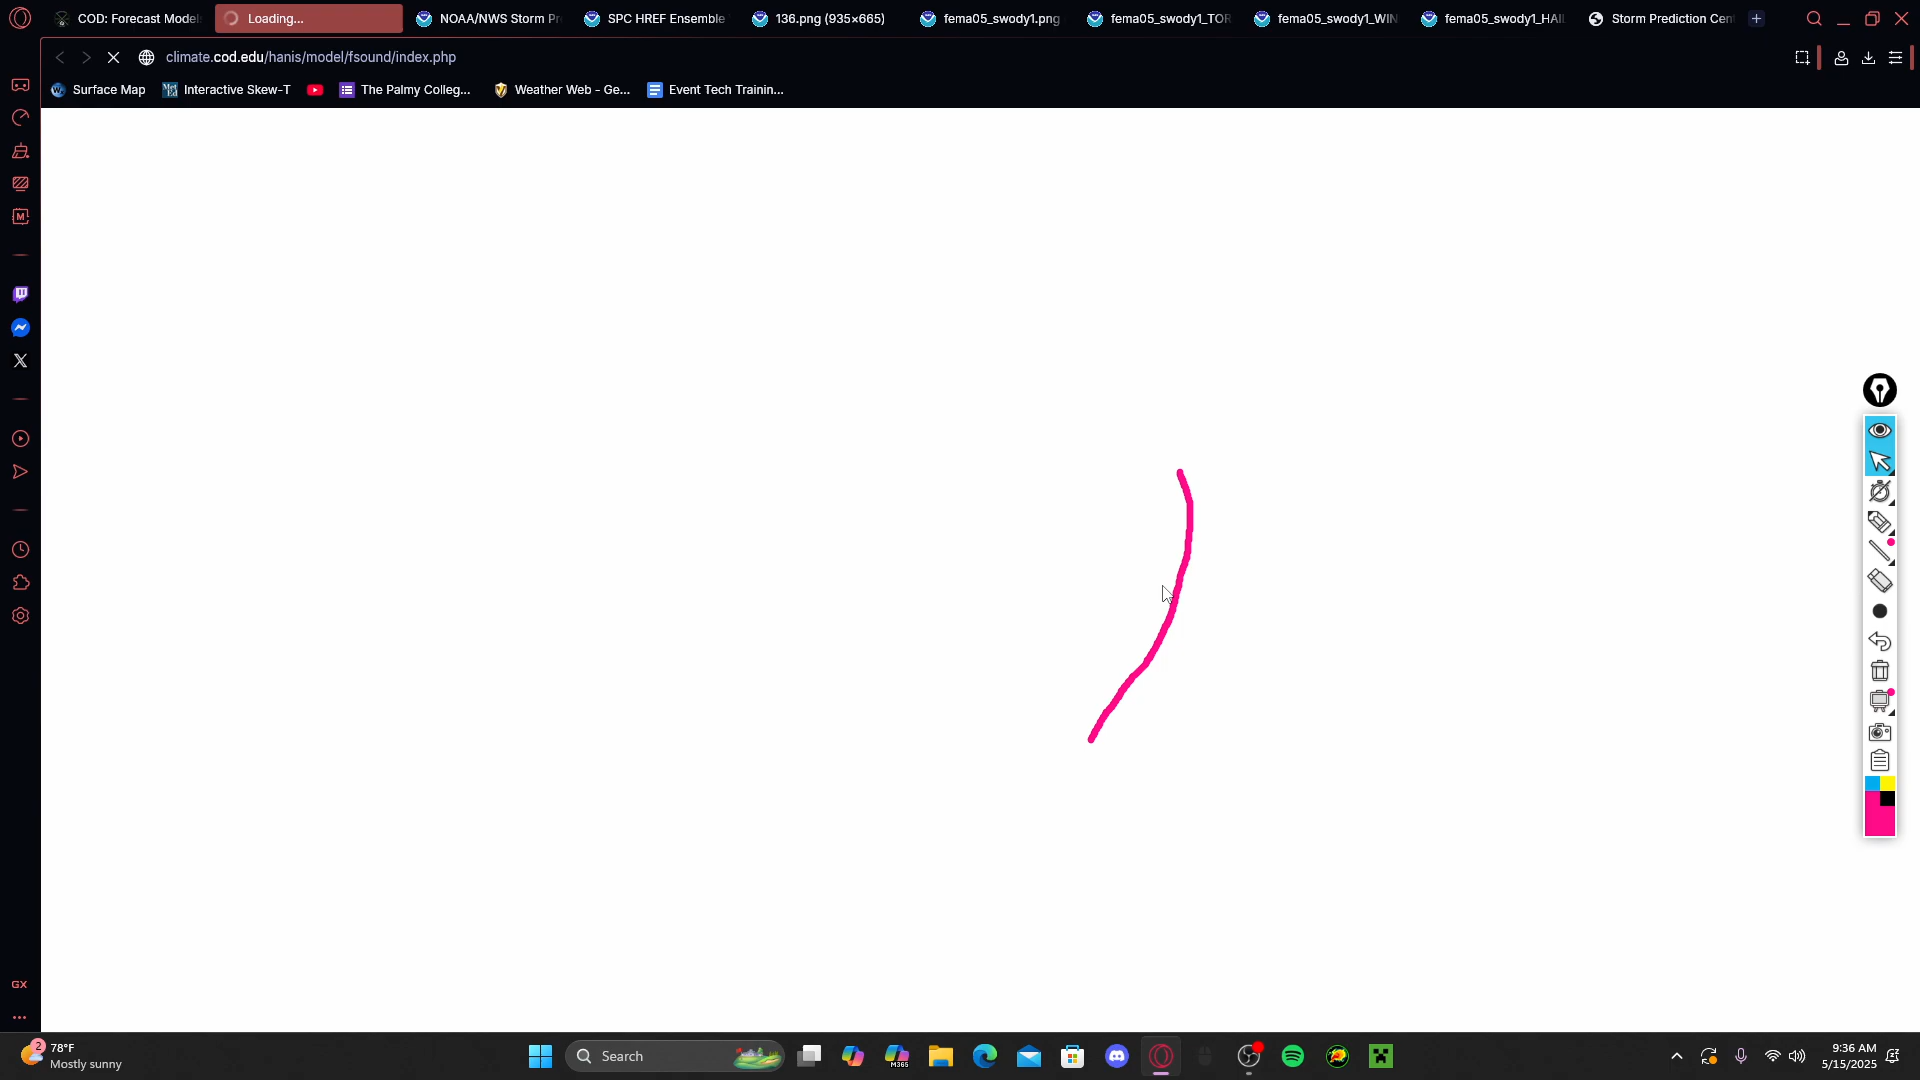 COD: Forecast Model
Loading...
NOAA/NWS Storm Pr
SPC HREF Ensemble
136.png (935×665)
fema05_swody1.png
fema05_swody1_TOR
fema05_swody1_WIN
fema05_swody1_HAI
Storm Prediction Cen
climate.cod.edu/hanis/model/fsound/index.php
Surface Map
Interactive Skew-T
The Palmy Colleg...
Weather Web - Ge...
Event Tech Trainin...
M
GX
2
78°F
Mostly sunny
Search
M365
9:36 AM
5/15/2025